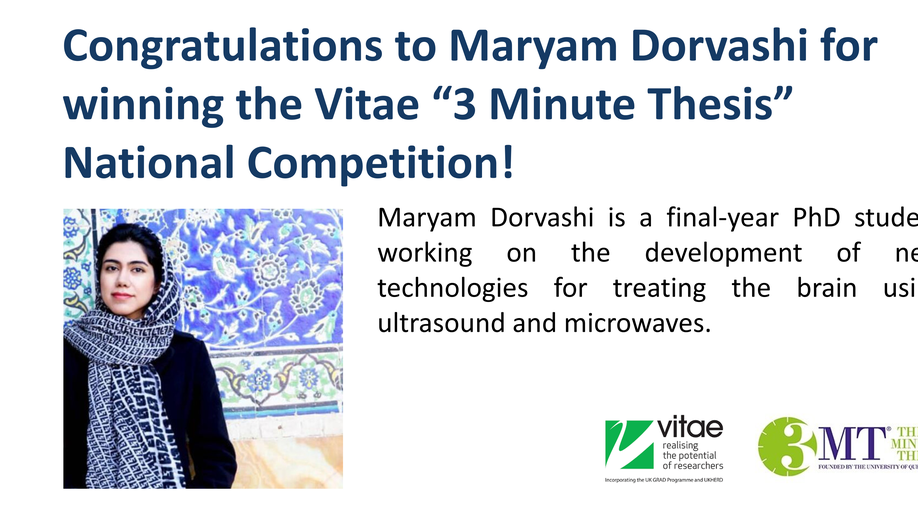 Congratulations to Maryam Dorvashi for
winning the Vitae “3 Minute Thesis”
National Competition!
Maryam Dorvashi is a final-year PhD stude
working on the development of ne
technologies for treating the brain usi
ultrasound and microwaves.
vitae
realising
the potential
of researchers
Incorporating the UK GRAD Programme and UKHERD
3MT®
FOUNDED BY THE UNIVERSITY OF